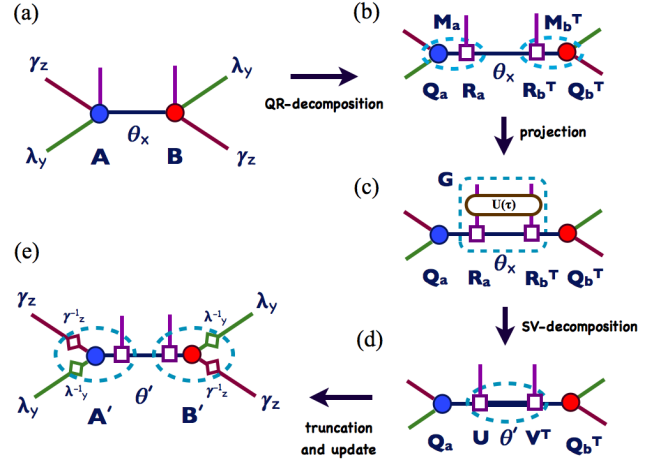 (a)
γz
λy
γz
λy
θx
A
B
QR-decomposition
(b)
Ma
MbT
θx
Qa
Ra
RbT
QbT
projection
(c)
G
U(τ)
θx
Qa
Ra
RbT
QbT
SV-decomposition
(d)
Qa
U
θ′
VT
QbT
truncation
and update
(e)
γz
γ-1z
λ-1y
λy
λy
λ-1y
γ-1z
γz
A′
θ′
B′